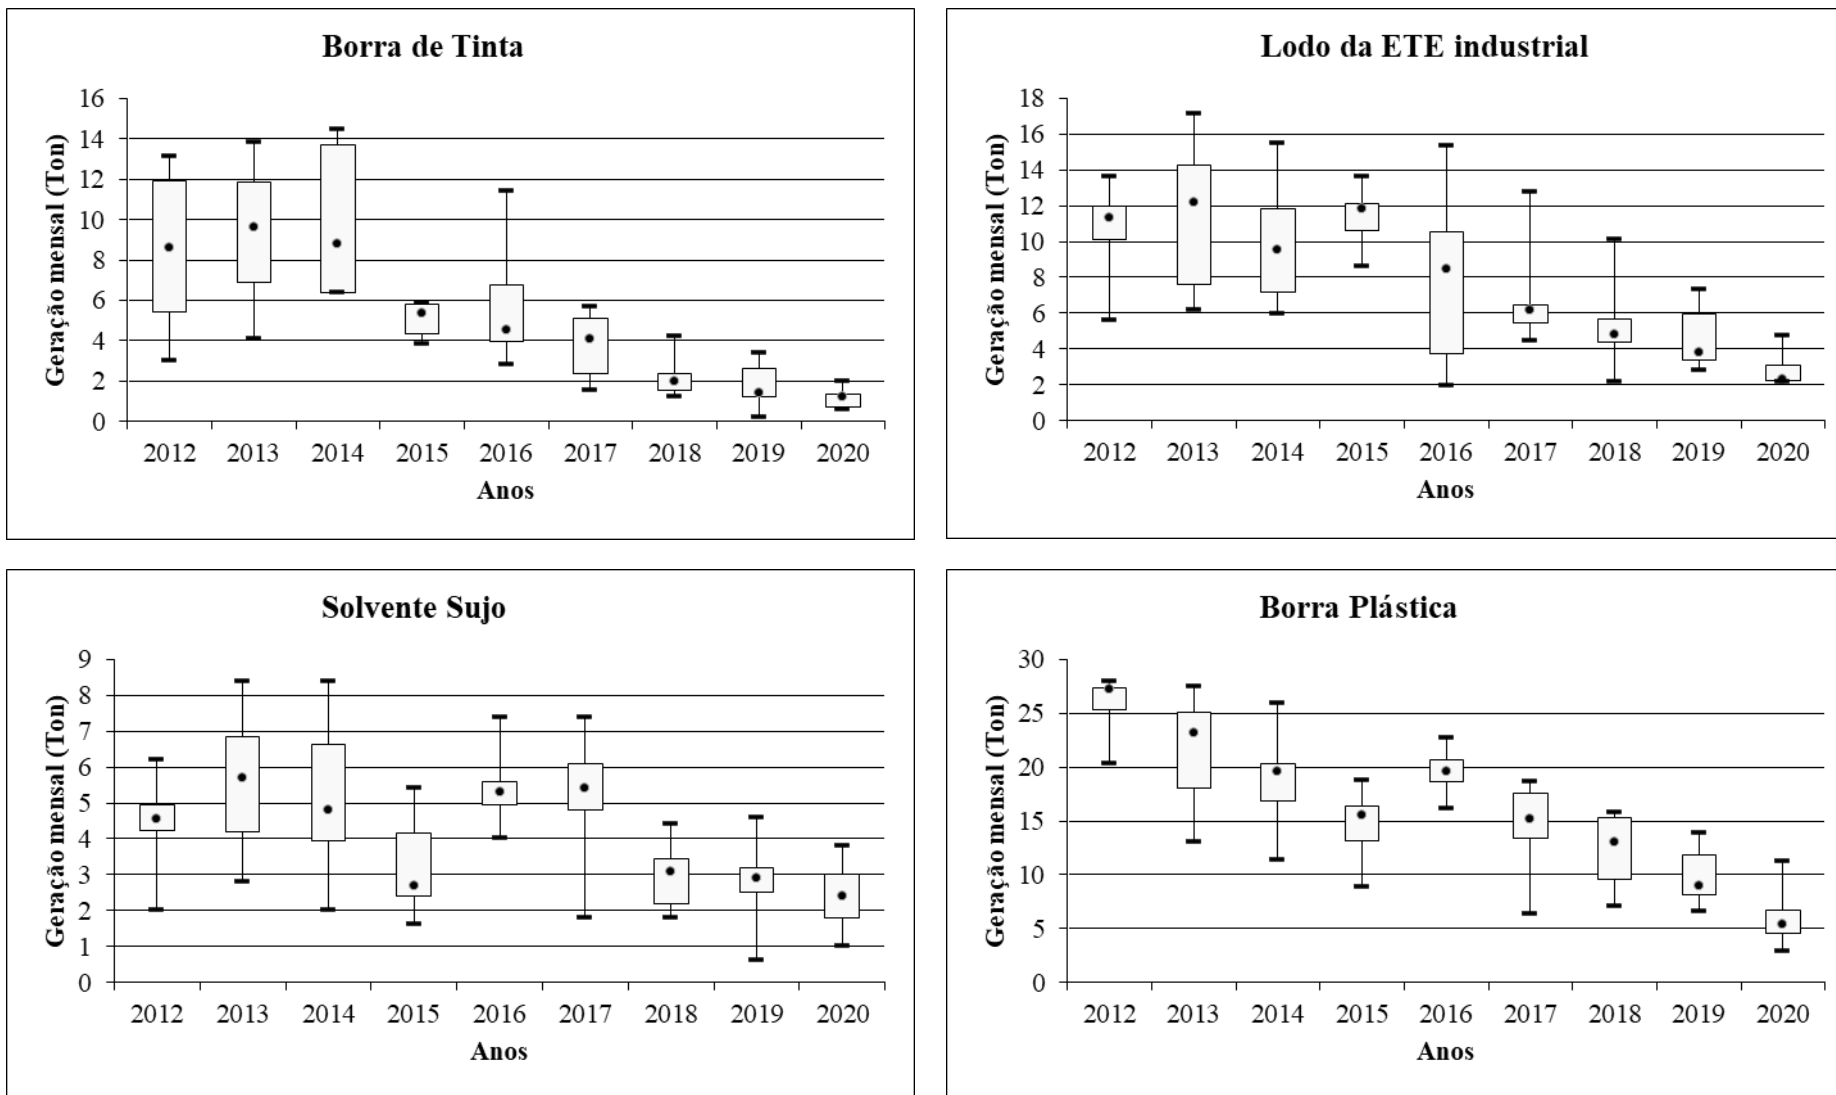 Borra de Tinta
Geração mensal (Ton)
16
14
12
10
8
6
4
2
0
2012 2013 2014 2015 2016 2017 2018 2019 2020
Anos
Lodo da ETE industrial
Geração mensal (Ton)
18
16
14
12
10
8
6
4
2
0
2012 2013 2014 2015 2016 2017 2018 2019 2020
Anos
Solvente Sujo
Geração mensal (Ton)
9
8
7
6
5
4
3
2
1
0
2012 2013 2014 2015 2016 2017 2018 2019 2020
Anos
Borra Plástica
Geração mensal (Ton)
30
25
20
15
10
5
0
2012 2013 2014 2015 2016 2017 2018 2019 2020
Anos